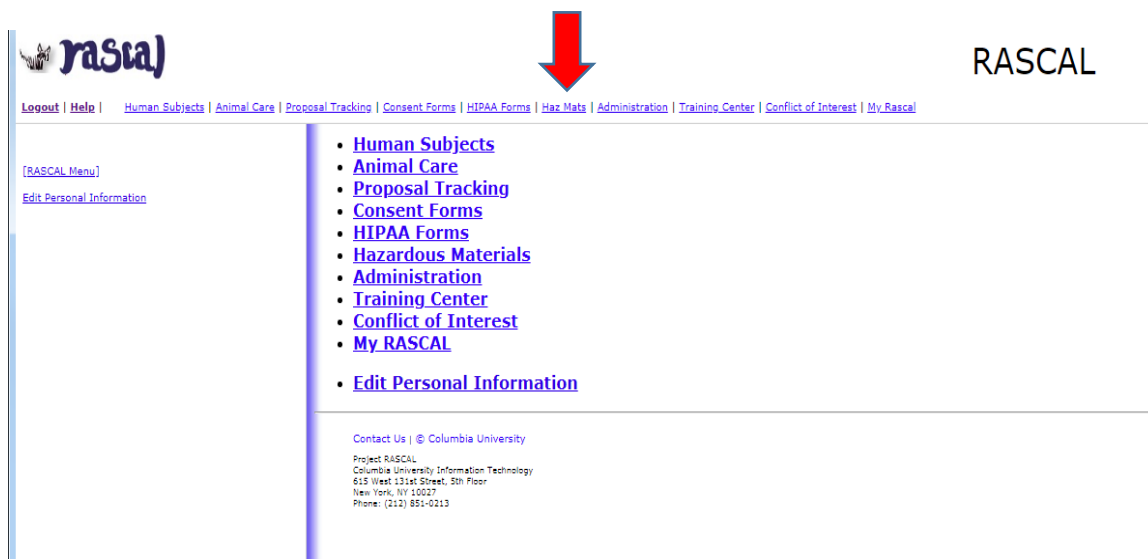 rascal
RASCAL
Logout | Help | Human Subjects | Animal Care | Proposal Tracking | Consent Forms | HIPAA Forms | Haz Mats | Administration | Training Center | Conflict of Interest | My Rascal
[RASCAL Menu]
Edit Personal Information
• Human Subjects
• Animal Care
• Proposal Tracking
• Consent Forms
• HIPAA Forms
• Hazardous Materials
• Administration
• Training Center
• Conflict of Interest
• My RASCAL
• Edit Personal Information
Contact Us | © Columbia University
Project RASCAL
Columbia University Information Technology
615 West 131st Street, 5th Floor
New York, NY 10027
Phone: (212) 851-0213